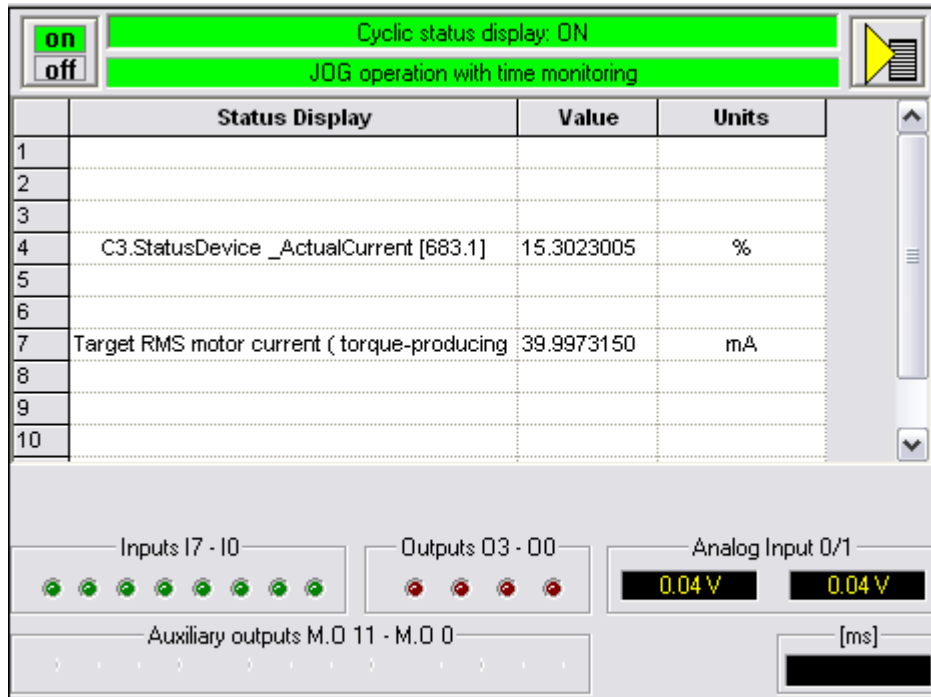 on
off
Cyclic status display: ON
JOG operation with time monitoring
Status Display Value Units
1
2
3
4 C3.StatusDevice _ActualCurrent [683.1] 15.3023005 %
5
6
7 Target RMS motor current ( torque-producing 39.9973150 mA
8
9
10
Inputs I7 - I0 Outputs O3 - O0 Analog Input 0/1
0.04 V 0.04 V
Auxiliary outputs M.O 11 - M.O 0 [ms]